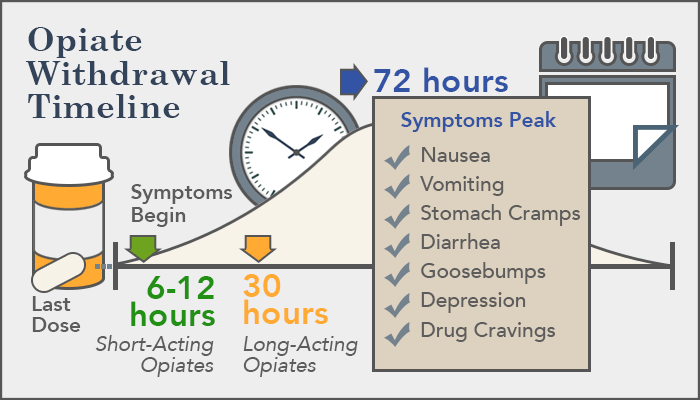 Opiate
Withdrawal
Timeline
72 hours
Symptoms Peak
Nausea
Vomiting
Stomach Cramps
Diarrhea
Goosebumps
Depression
Drug Cravings
Symptoms
Begin
Last
Dose
6-12
hours
Short-Acting
Opiates
30
hours
Long-Acting
Opiates